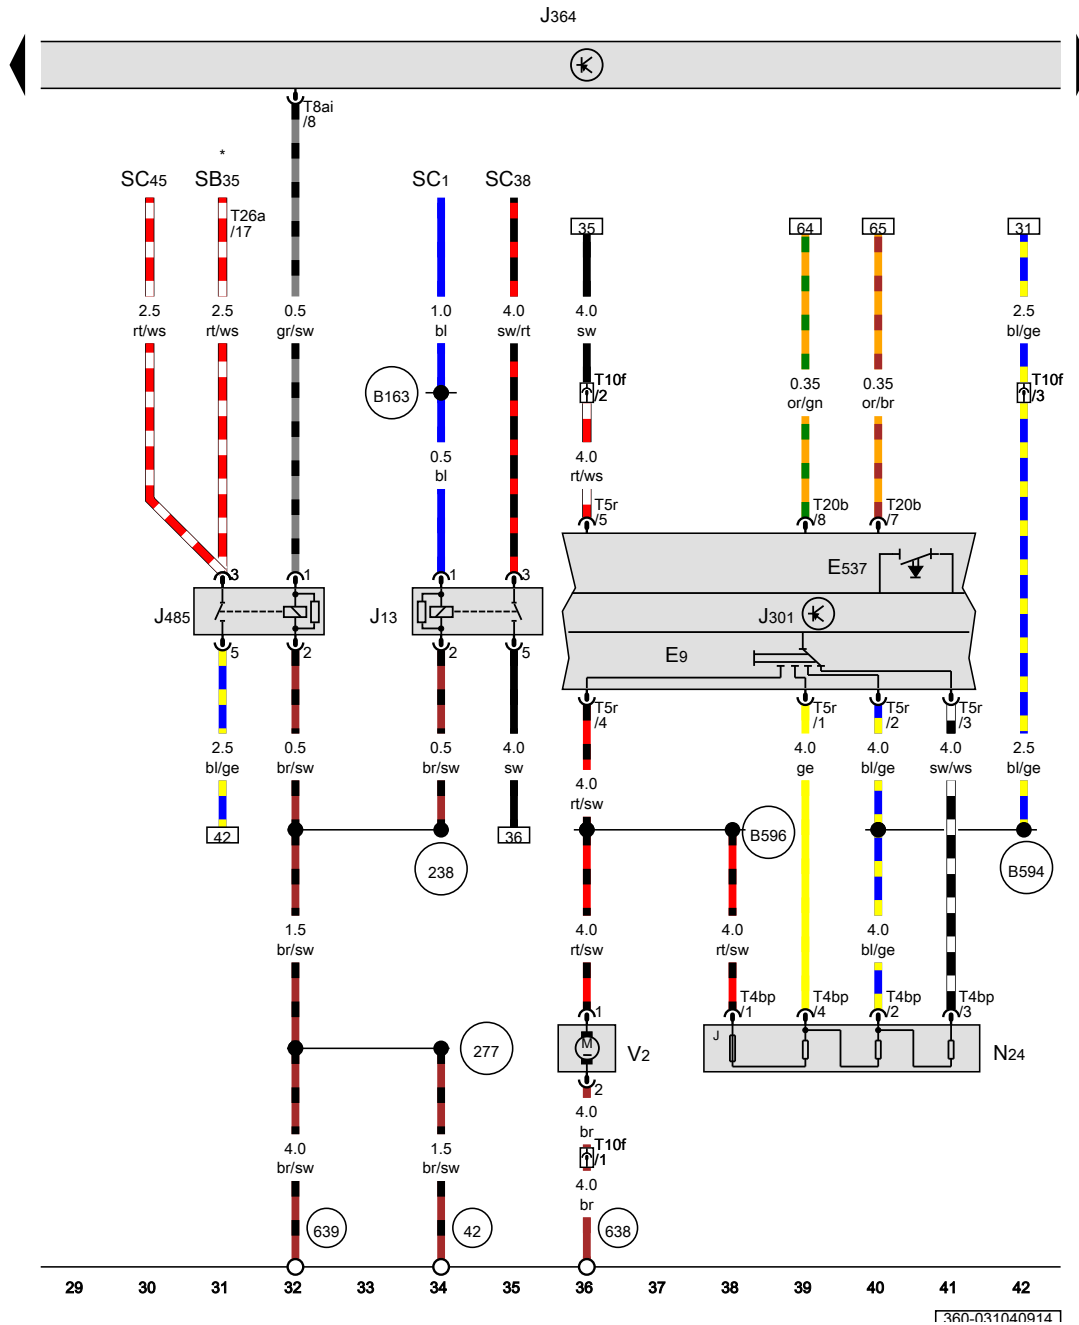 J364
T8ai
/8
*
SC45 SB35 SC1 SC38
T26a
/17
35 64 65 31
2.5 2.5 0.5 1.0 4.0 4.0 2.5
rt/ws rt/ws gr/sw bl sw/rt sw bl/ge
B163
T10f
/2
0.35 0.35
or/gn or/br
T10f
/3
0.5 4.0
bl rt/ws
T5r
/5
T20b
/8
T20b
/7
3 1 1 3
E537
J485 J13 J301
E9
5 2 2 5
T5r
/4
T5r
/1
T5r
/2
T5r
/3
2.5 0.5 0.5 4.0 4.0 4.0 4.0 4.0 2.5
bl/ge br/sw br/sw sw rt/sw ge bl/ge sw/ws bl/ge
42 36
B596
238 B594
1.5 4.0 4.0 4.0
br/sw rt/sw rt/sw bl/ge
1
T4bp
/1
T4bp
/4
T4bp
/2
T4bp
/3
277 M V2 J N24
2
4.0
br
4.0 1.5
br/sw br/sw
T10f
/1
4.0
br
639 42 638
29 30 31 32 33 34 35 36 37 38 39 40 41 42
360-031040914